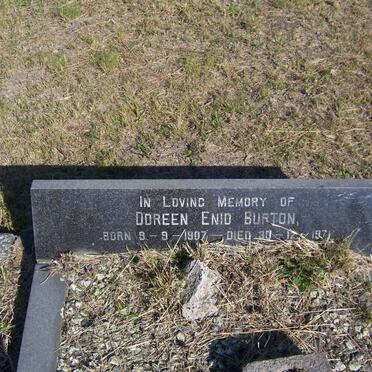 IN LOVING MEMORY OF
DOREEN ENID BURTON,
BORN 9-9-1907 - DIED 30-